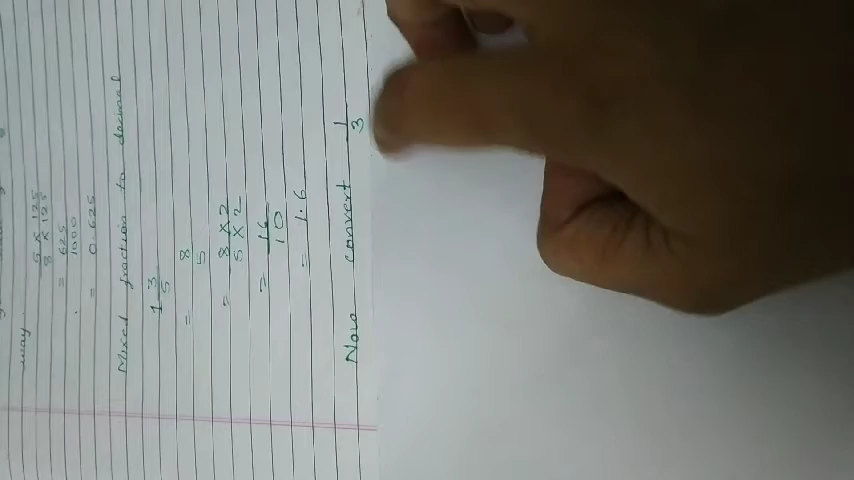 way.
5 × 125
8 × 125
= 625
1000
= 0.625
Mixed fraction to decimal
1 3/5
= 8/5
= 8 × 2
5 × 2
= 16
10
= 1.6
Now convert 1/3